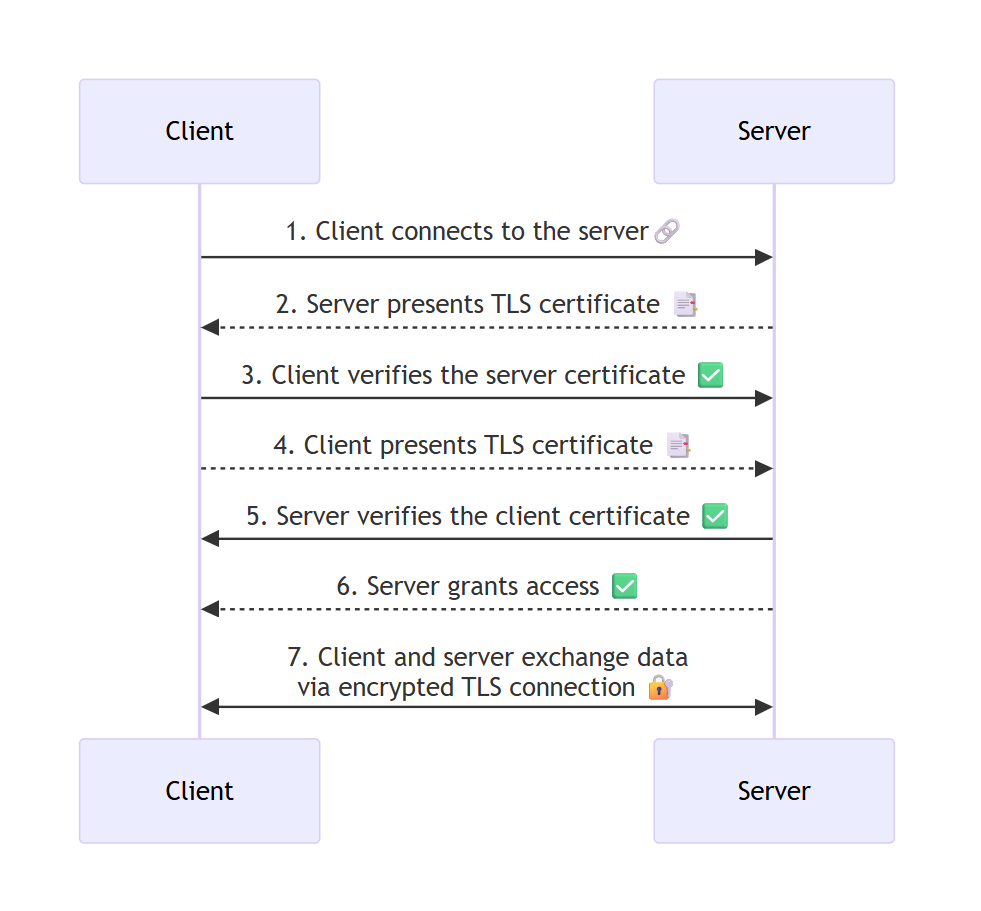 Client
Server
1. Client connects to the server🔗
2. Server presents TLS certificate 📑
3. Client verifies the server certificate ✅
4. Client presents TLS certificate 📑
5. Server verifies the client certificate ✅
6. Server grants access ✅
7. Client and server exchange data
via encrypted TLS connection 🔐
Client
Server